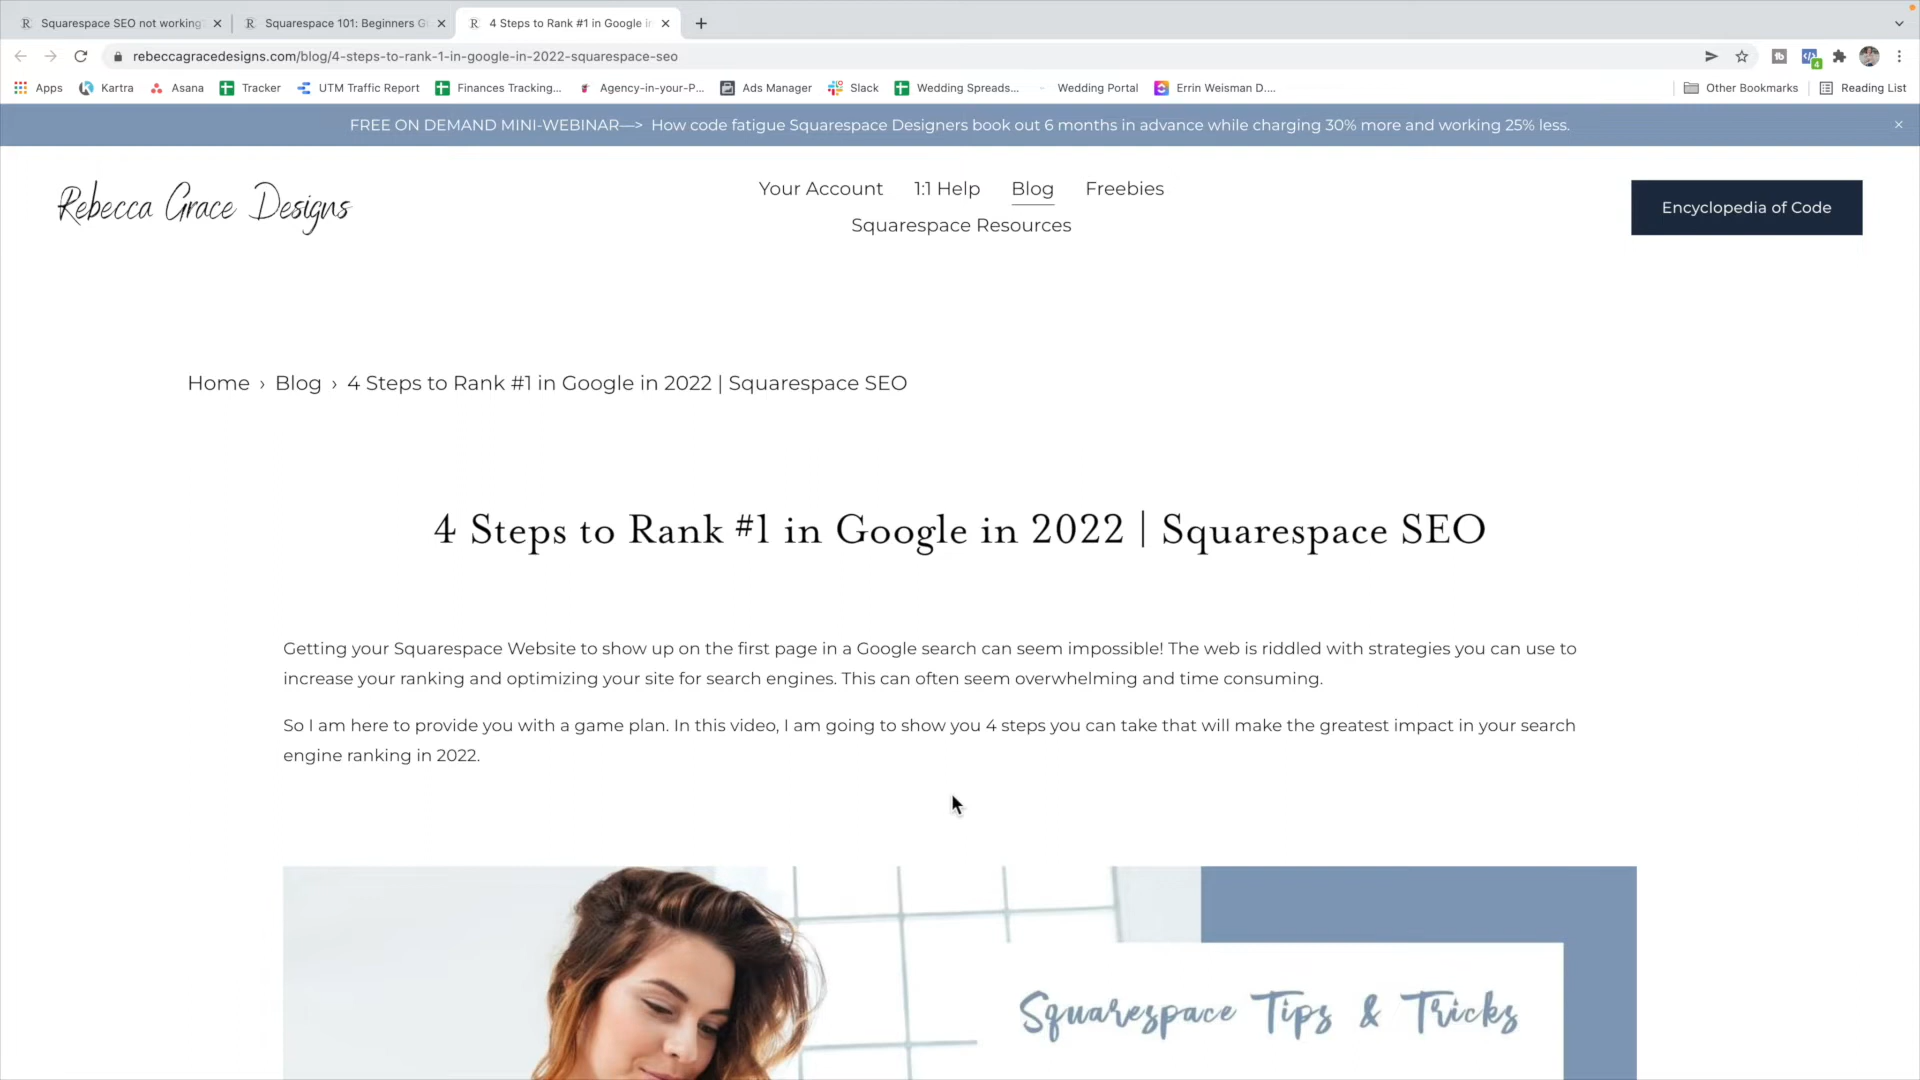 Squarespace SEO not working
Squarespace 101: Beginners G
4 Steps to Rank #1 in Google in
rebeccagracedesigns.com/blog/4-steps-to-rank-1-in-google-in-2022-squarespace-seo
4
Apps
Kartra
Asana
Tracker
UTM Traffic Report
Finances Tracking...
Agency-in-your-P...
Ads Manager
Slack
Wedding Spreads...
Wedding Portal
Errin Weisman D....
Other Bookmarks
Reading List
FREE ON DEMAND MINI-WEBINAR—> How code fatigue Squarespace Designers book out 6 months in advance while charging 30% more and working 25% less.
Rebecca Grace Designs
Your Account
1:1 Help
Blog
Freebies
Squarespace Resources
Encyclopedia of Code
Home › Blog › 4 Steps to Rank #1 in Google in 2022 | Squarespace SEO
4 Steps to Rank #1 in Google in 2022 | Squarespace SEO
Getting your Squarespace Website to show up on the first page in a Google search can seem impossible! The web is riddled with strategies you can use to
increase your ranking and optimizing your site for search engines. This can often seem overwhelming and time consuming.
So I am here to provide you with a game plan. In this video, I am going to show you 4 steps you can take that will make the greatest impact in your search
engine ranking in 2022.
Squarespace Tips & Tricks